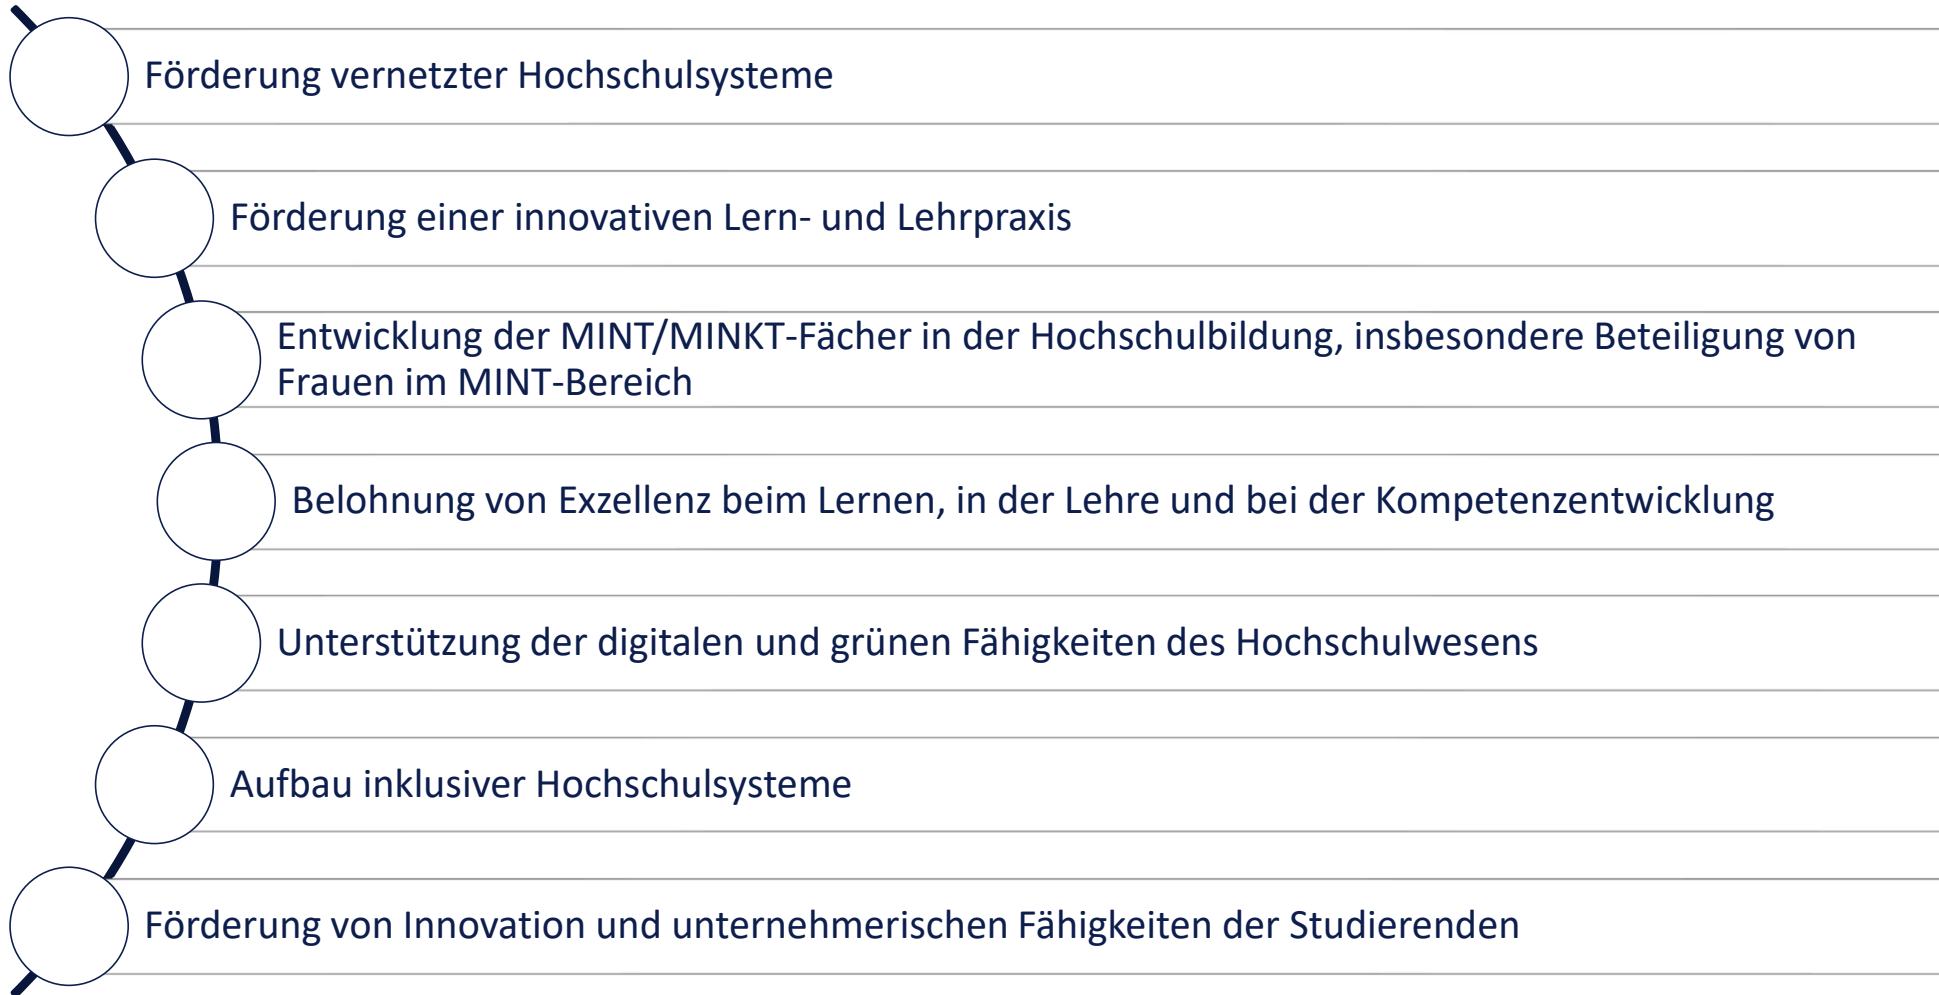 Förderung vernetzter Hochschulsysteme
Förderung einer innovativen Lern- und Lehrpraxis
Entwicklung der MINT/MINKT-Fächer in der Hochschulbildung, insbesondere Beteiligung von
Frauen im MINT-Bereich
Belohnung von Exzellenz beim Lernen, in der Lehre und bei der Kompetenzentwicklung
Unterstützung der digitalen und grünen Fähigkeiten des Hochschulwesens
Aufbau inklusiver Hochschulsysteme
Förderung von Innovation und unternehmerischen Fähigkeiten der Studierenden